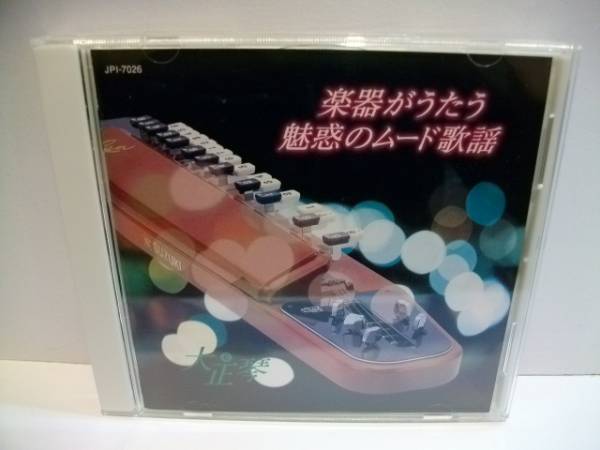 JPI-7026
楽器がうたう
魅惑のムード歌謡
SUZUKI
大正琴